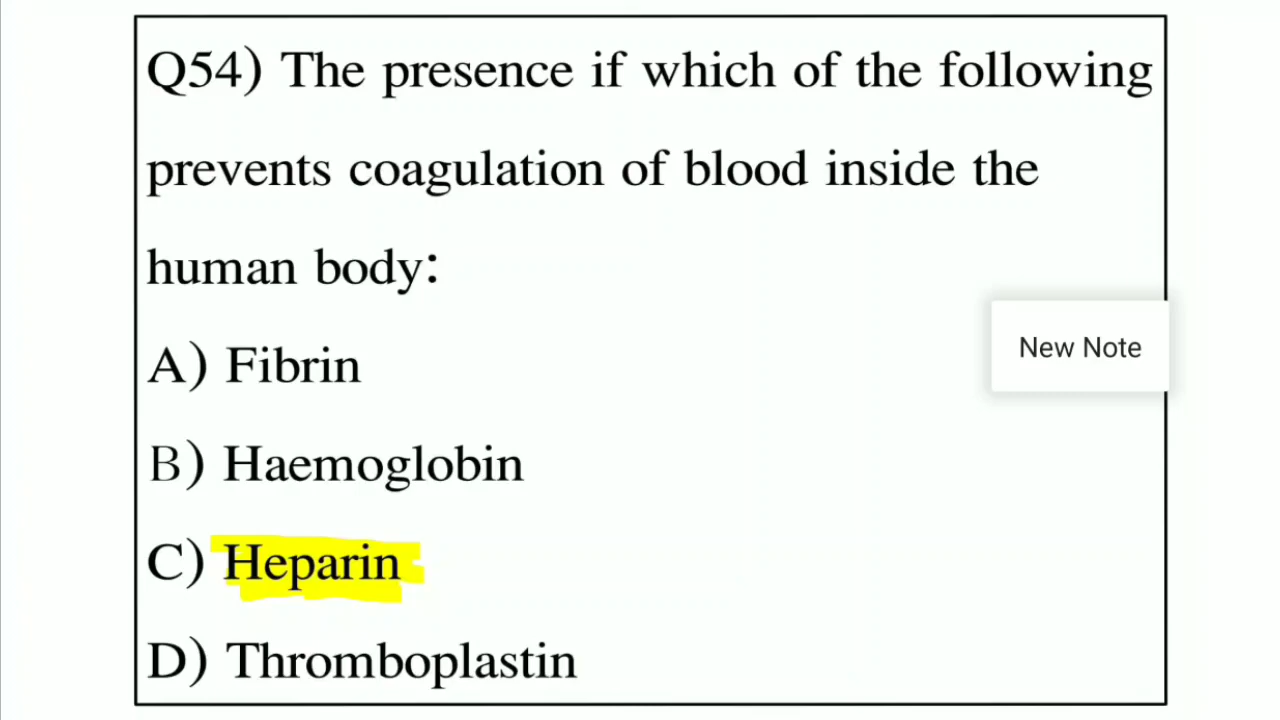 Q54) The presence if which of the following
prevents coagulation of blood inside the
human body:
New Note
A) Fibrin
B) Haemoglobin
C) Heparin
D) Thromboplastin